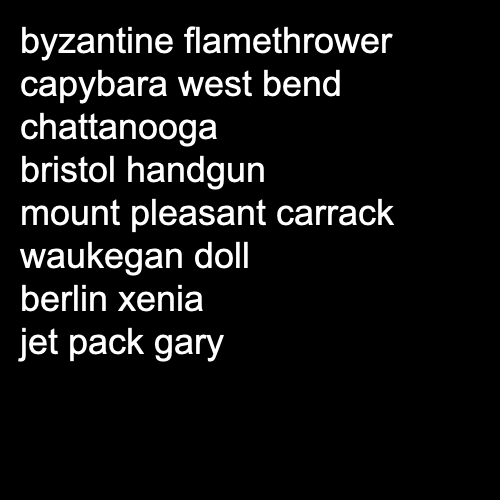 byzantine flamethrower
capybara west bend
chattanooga
bristol handgun
mount pleasant carrack
waukegan doll
berlin xenia
jet pack gary